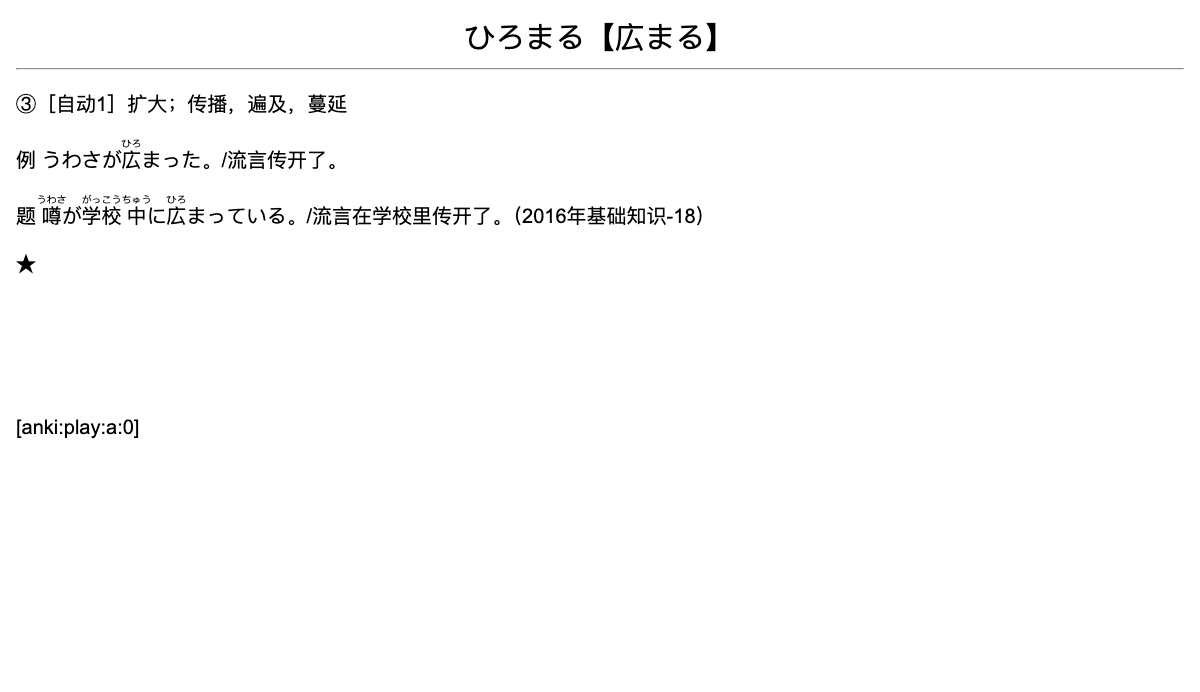 ひろまる【広まる】
③［自动1］扩大；传播，遍及，蔓延
ひろ
例 うわさが広まった。/流言传开了。
うわさ がっこうちゅう ひろ
题 噂が学校中に広まっている。/流言在学校里传开了。（2016年基础知识-18）
★
[anki:play:a:0]